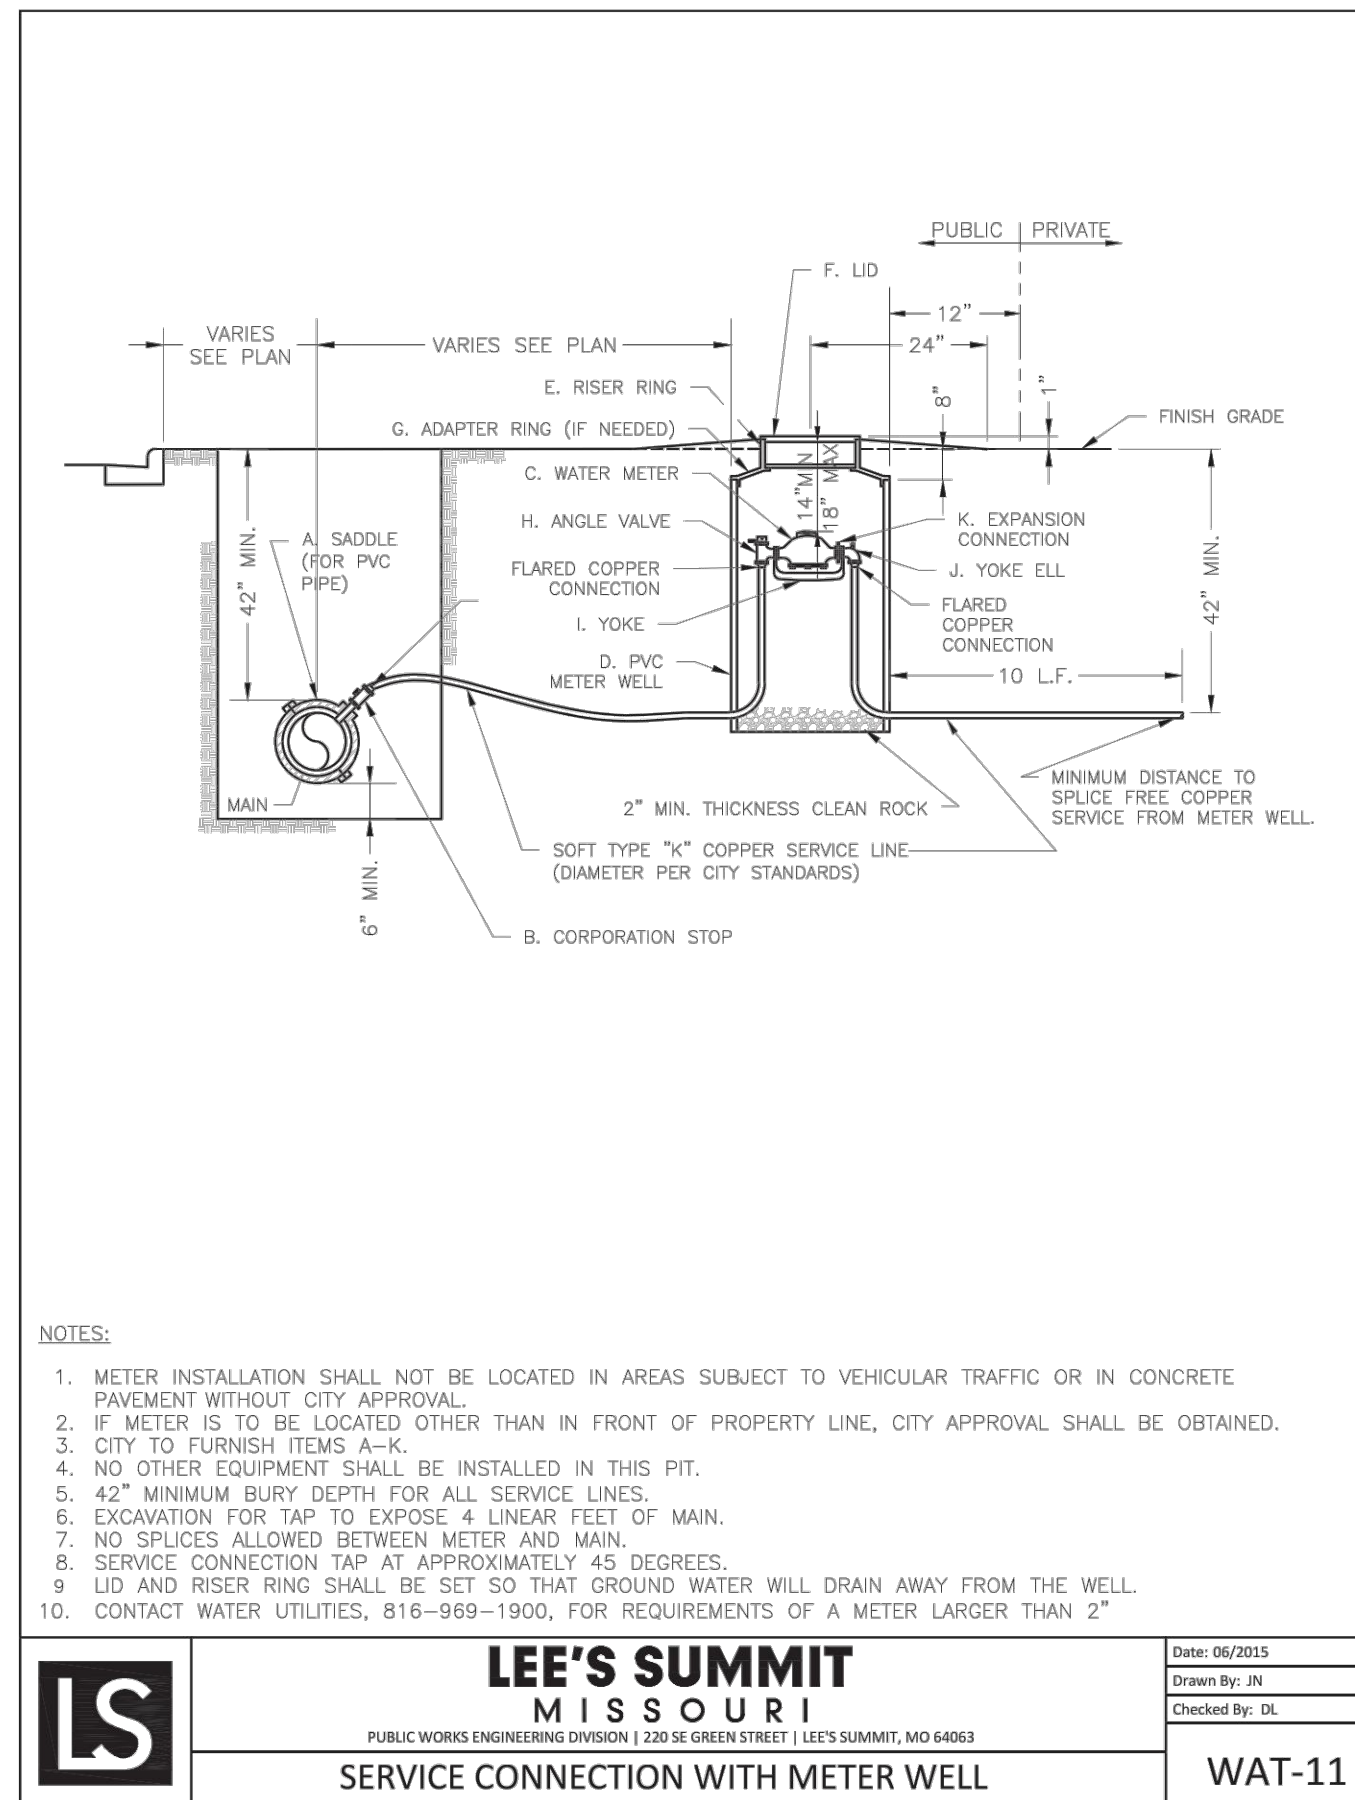 PUBLIC | PRIVATE
F. LID
12”
VARIES
SEE PLAN
VARIES SEE PLAN
24”
E. RISER RING
8”
1”
FINISH GRADE
G. ADAPTER RING (IF NEEDED)
C. WATER METER
14”MIN
18” MAX
H. ANGLE VALVE
K. EXPANSION
CONNECTION
42” MIN.
A. SADDLE
(FOR PVC
PIPE)
FLARED COPPER
CONNECTION
J. YOKE ELL
42” MIN.
FLARED
COPPER
CONNECTION
I. YOKE
D. PVC
METER WELL
10 L.F.
MAIN
2” MIN. THICKNESS CLEAN ROCK
MINIMUM DISTANCE TO
SPLICE FREE COPPER
SERVICE FROM METER WELL.
SOFT TYPE "K" COPPER SERVICE LINE
(DIAMETER PER CITY STANDARDS)
6” MIN.
B. CORPORATION STOP
NOTES:
1. METER INSTALLATION SHALL NOT BE LOCATED IN AREAS SUBJECT TO VEHICULAR TRAFFIC OR IN CONCRETE
PAVEMENT WITHOUT CITY APPROVAL.
2. IF METER IS TO BE LOCATED OTHER THAN IN FRONT OF PROPERTY LINE, CITY APPROVAL SHALL BE OBTAINED.
3. CITY TO FURNISH ITEMS A–K.
4. NO OTHER EQUIPMENT SHALL BE INSTALLED IN THIS PIT.
5. 42” MINIMUM BURY DEPTH FOR ALL SERVICE LINES.
6. EXCAVATION FOR TAP TO EXPOSE 4 LINEAR FEET OF MAIN.
7. NO SPLICES ALLOWED BETWEEN METER AND MAIN.
8. SERVICE CONNECTION TAP AT APPROXIMATELY 45 DEGREES.
9 LID AND RISER RING SHALL BE SET SO THAT GROUND WATER WILL DRAIN AWAY FROM THE WELL.
10. CONTACT WATER UTILITIES, 816–969–1900, FOR REQUIREMENTS OF A METER LARGER THAN 2”
LS
LEE'S SUMMIT
MISSOURI
PUBLIC WORKS ENGINEERING DIVISION | 220 SE GREEN STREET | LEE'S SUMMIT, MO 64063
SERVICE CONNECTION WITH METER WELL
Date: 06/2015
Drawn By: JN
Checked By: DL
WAT-11